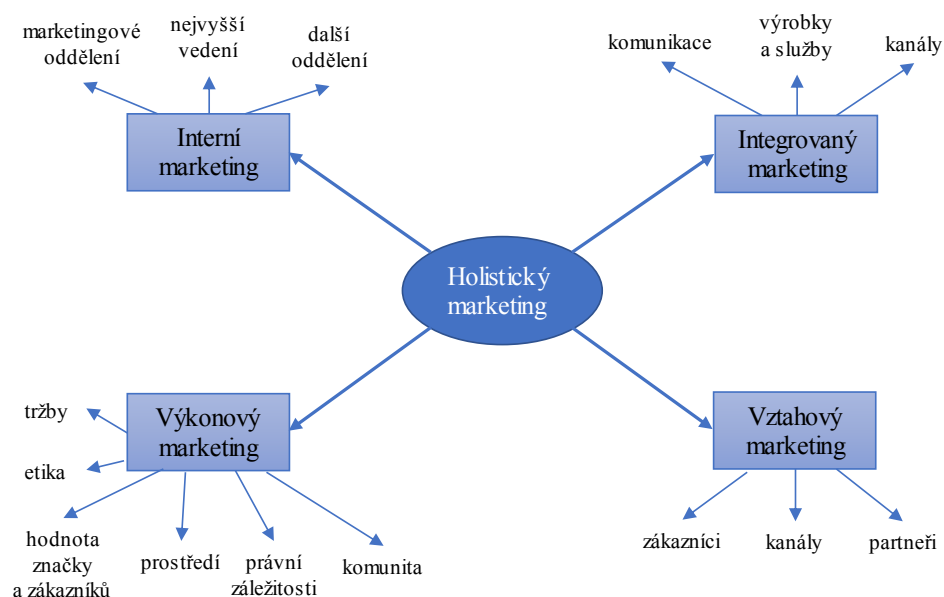 marketingové
oddělení
nejvyšší
vedení
další
oddělení
Interní
marketing
komunikace
výrobky
a služby
kanály
Integrovaný
marketing
Holistický
marketing
tržby
etika
Výkonový
marketing
hodnota
značky
a zákazníků
prostředí
právní
záležitosti
komunita
Vztahový
marketing
zákazníci
kanály
partneři